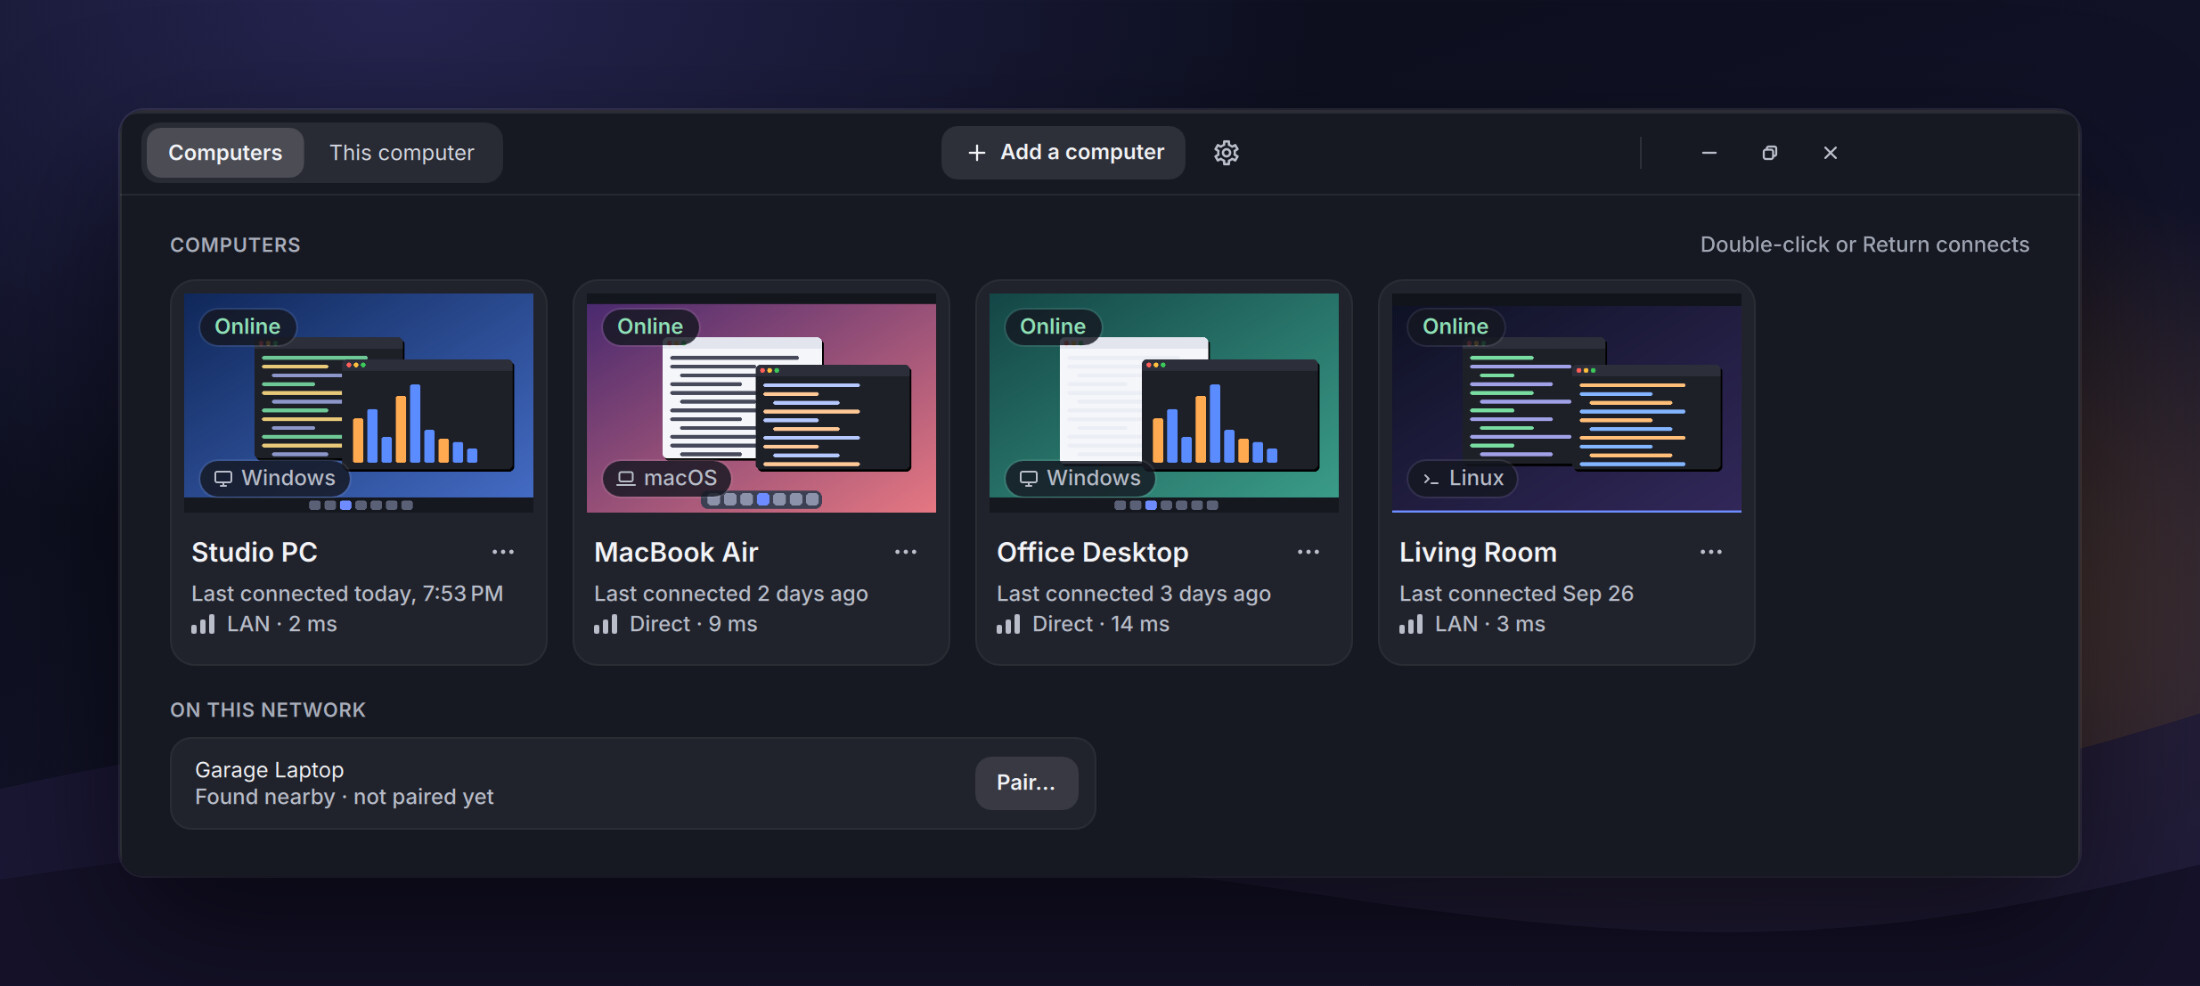 Computers
This computer
Add a computer
COMPUTERS
Double-click or Return connects
Online
Windows
Studio PC
Last connected today, 7:53 PM
LAN · 2 ms
Online
macOS
MacBook Air
Last connected 2 days ago
Direct · 9 ms
Online
Windows
Office Desktop
Last connected 3 days ago
Direct · 14 ms
Online
Linux
Living Room
Last connected Sep 26
LAN · 3 ms
ON THIS NETWORK
Garage Laptop
Found nearby · not paired yet
Pair...